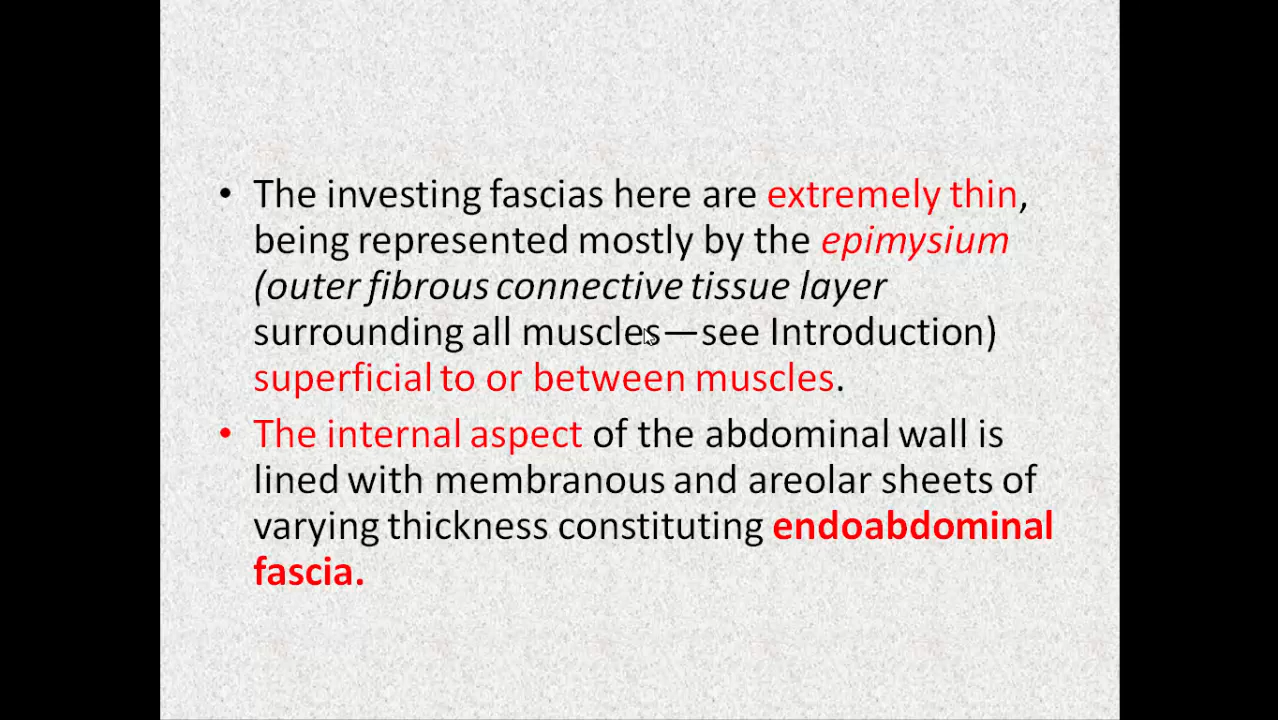 • The investing fascias here are extremely thin,
being represented mostly by the epimysium
(outer fibrous connective tissue layer
surrounding all muscles—see Introduction)
superficial to or between muscles.
• The internal aspect of the abdominal wall is
lined with membranous and areolar sheets of
varying thickness constituting endoabdominal
fascia.